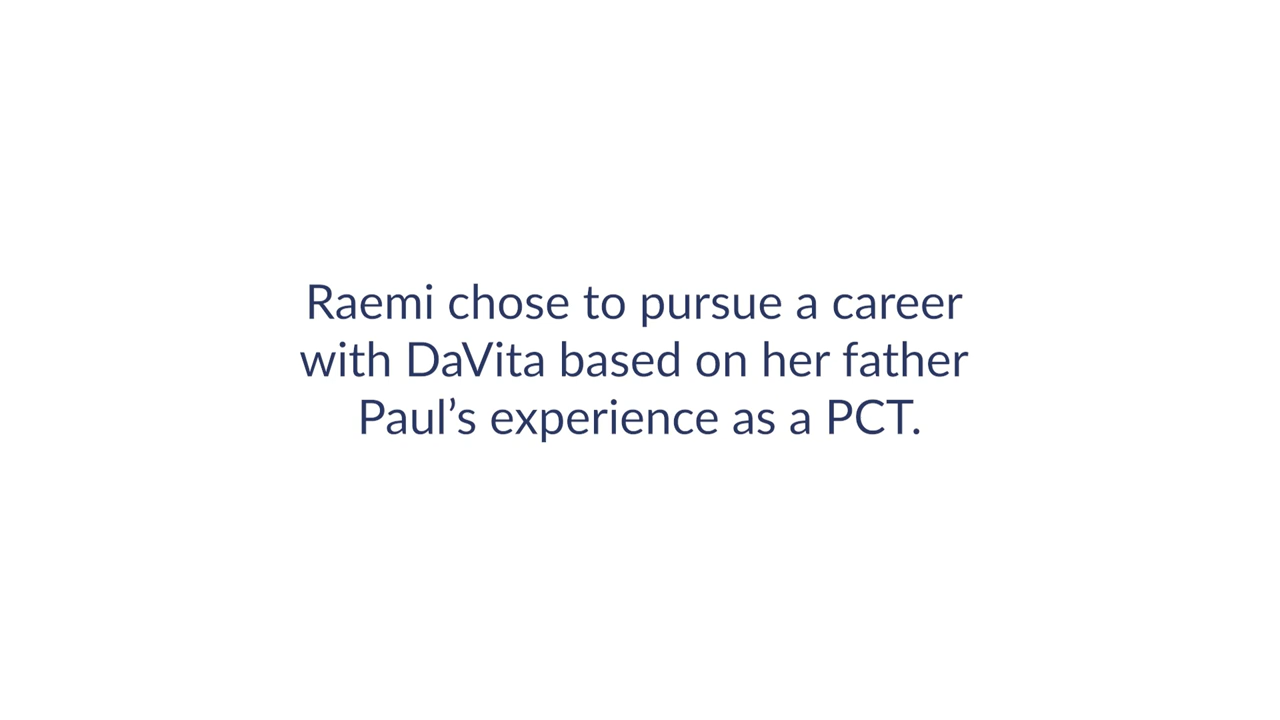 Raemi chose to pursue a career
with DaVita based on her father
Paul’s experience as a PCT.